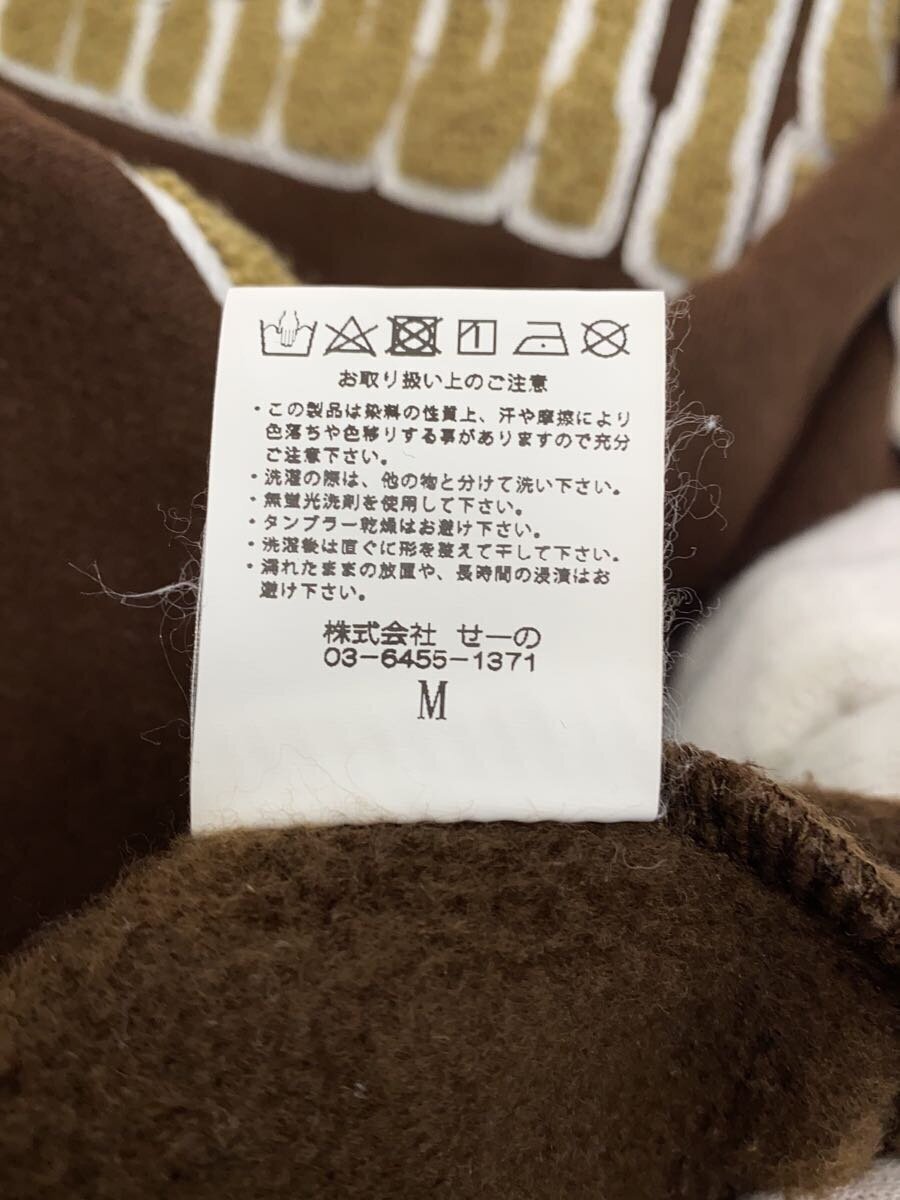 お取り扱い上のご注意
・この製品は染料の性質上、汗や摩擦により
色落ちや色移りする事がありますので充分
ご注意下さい。
・洗濯の際は、他の物と分けて洗い下さい。
・無蛍光洗剤を使用して下さい。
・タンブラー乾燥はお避け下さい。
・洗濯後は直ぐに形を整えて干して下さい。
・濡れたままの放置や、長時間の浸漬はお
避け下さい。
株式会社 せーの
03-6455-1371
M